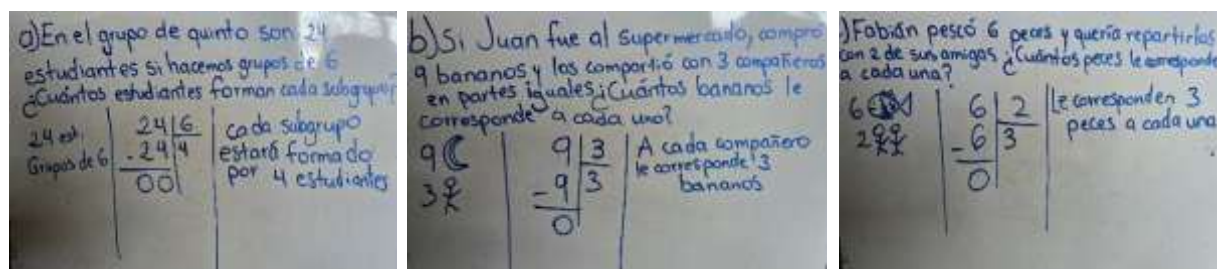 a) En el grupo de quinto son 24
estudiantes si hacemos grupos de 6
¿Cuántos estudiantes forman cada subgrupo?
24 est.
Grupos de 6
24 6
- 24 4
00
cada subgrupo
estará formado
por 4 estudiantes
b) Si Juan fue al supermercado, compró
9 bananos y los compartió con 3 compañeros
en partes iguales ¿Cuántos bananos le
corresponde a cada uno?
9
3
9 3
- 9 3
0
A cada compañero
le corresponde 3
bananos
) Fabián pescó 6 peces y quería repartirlos
con 2 de sus amigas ¿Cuántos peces le corresponde
a cada una?
6
2
6 2
- 6 3
0
le corresponden 3
peces a cada una